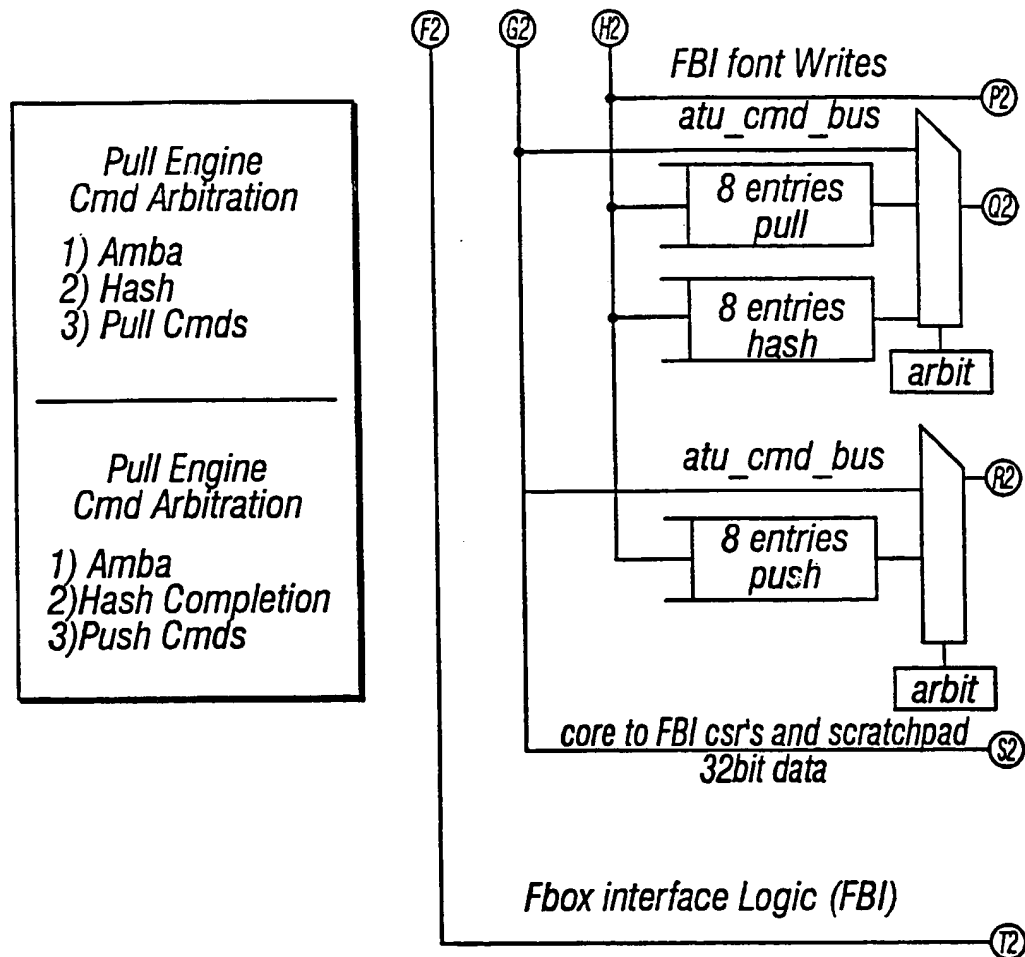 F2
G2
H2
FBI font Writes
P2
atu_cmd_bus
8 entries
pull
Q2
8 entries
hash
arbit
Pull Engine
Cmd Arbitration
1) Amba
2) Hash
3) Pull Cmds
Pull Engine
Cmd Arbitration
1) Amba
2)Hash Completion
3)Push Cmds
atu_cmd_bus
R2
8 entries
push
arbit
core to FBI csr's and scratchpad
32bit data
S2
Fbox interface Logic (FBI)
T2